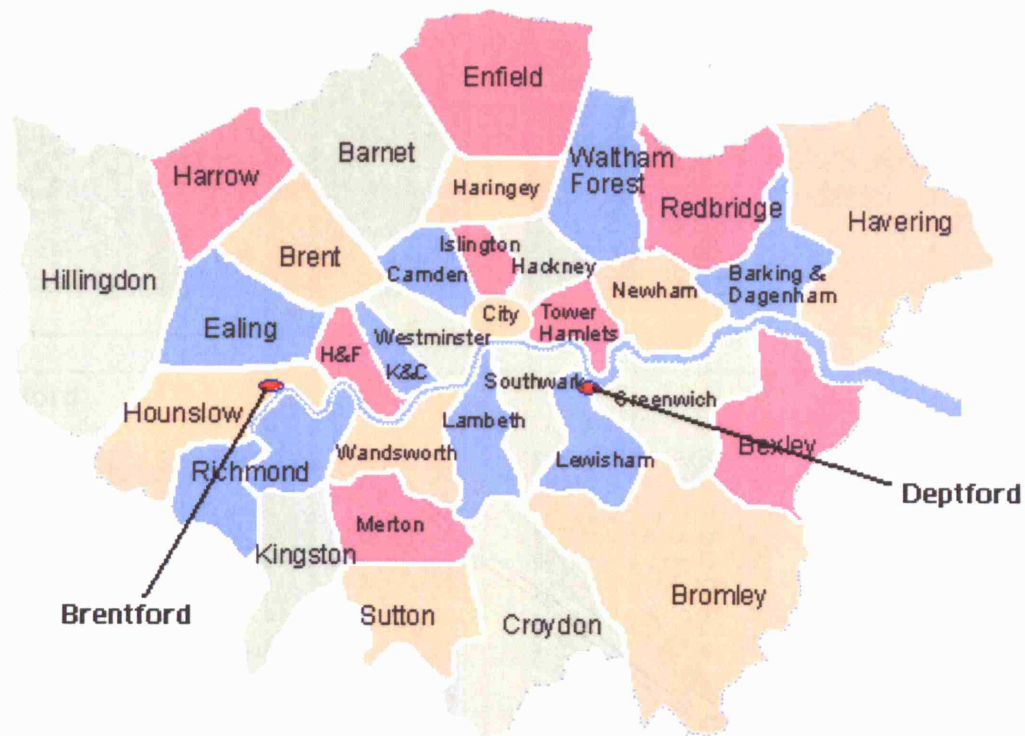 Enfield
Barnet
Waltham
Forest
Harrow
Haringey
Redbridge
Havering
Islington
Brent
Hackney
Camden
Hillingdon
Newham
Barking &
Dagenham
City
Tower
Hamlets
Ealing
Westminster
H&F
K&C
Southwark
Greenwich
Hounslow
Lambeth
Wandsworth
Bexley
Lewisham
Richmond
Deptford
Merton
Kingston
Bromley
Brentford
Sutton
Croydon